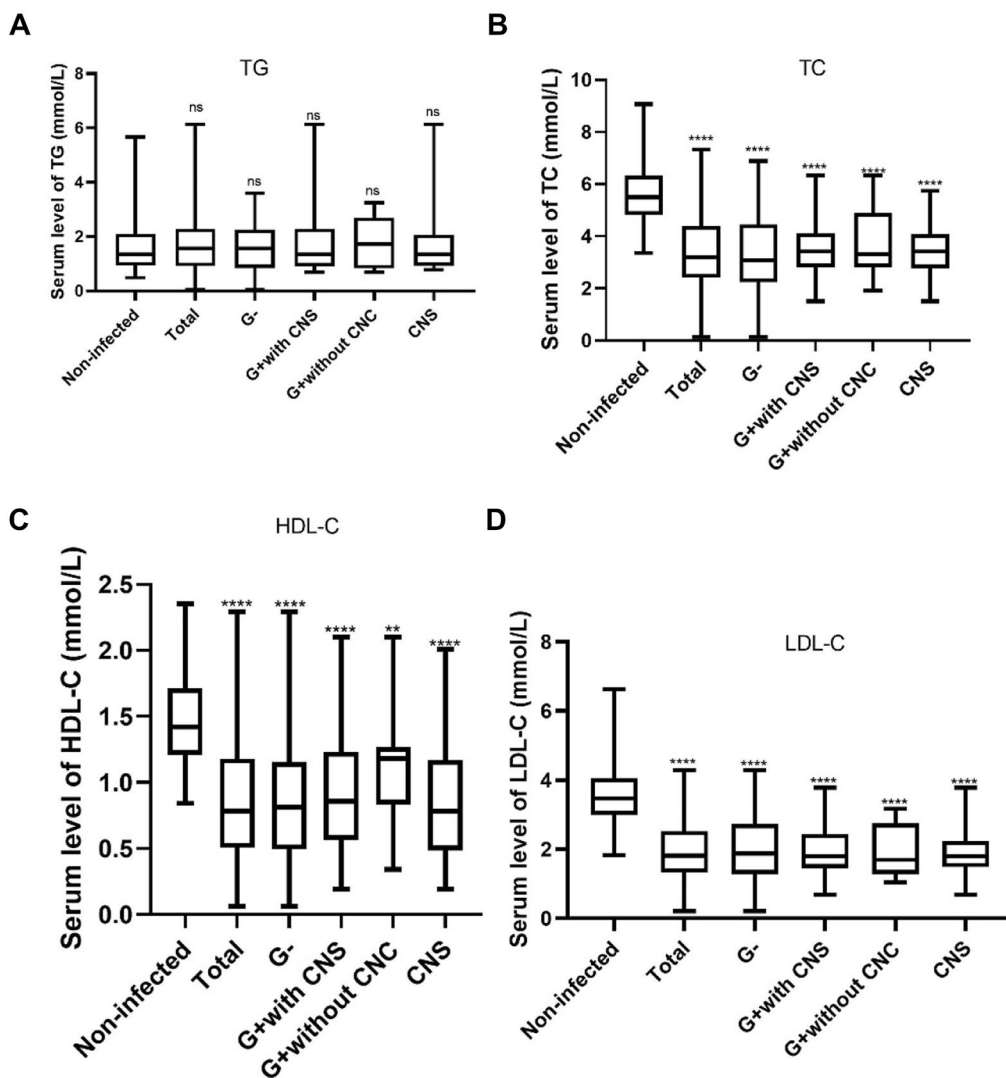 A
TG
Serum level of TG (mmol/L)
8
6
4
2
0
ns
ns
ns
ns
ns
Non-infected
Total
G-
G+with CNS
G+without CNC
CNS
B
TC
Serum level of TC (mmol/L)
10
8
6
4
2
0
****
****
****
****
****
Non-infected
Total
G-
G+with CNS
G+without CNC
CNS
C
HDL-C
Serum level of HDL-C (mmol/L)
2.5
2.0
1.5
1.0
0.5
0.0
****
****
****
**
****
Non-infected
Total
G-
G+with CNS
G+without CNC
CNS
D
LDL-C
Serum level of LDL-C (mmol/L)
8
6
4
2
0
****
****
****
****
****
Non-infected
Total
G-
G+with CNS
G+without CNC
CNS